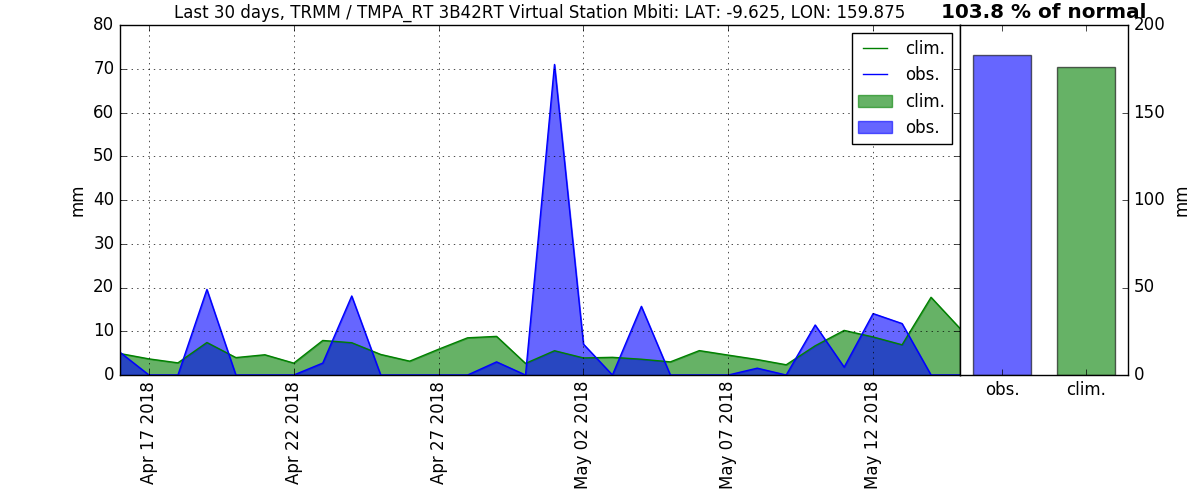 Last 30 days, TRMM / TMPA_RT 3B42RT Virtual Station Mbiti: LAT: -9.625, LON: 159.875
103.8 % of normal
80
70
60
50
40
30
20
10
0
mm
clim.
obs.
clim.
obs.
200
150
100
50
0
mm
obs.
clim.
Apr 17 2018
Apr 22 2018
Apr 27 2018
May 02 2018
May 07 2018
May 12 2018